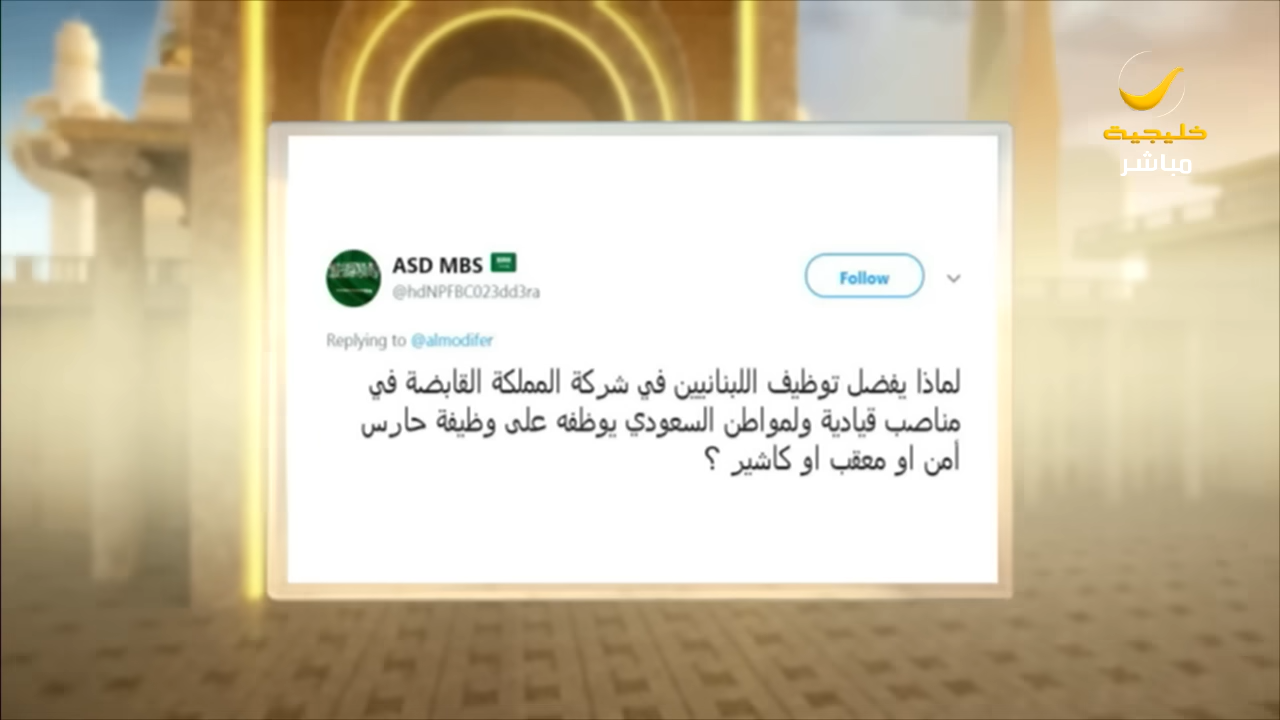 خليجية
مباشر
ASD MBS
@hdNPFBC023dd3ra
Follow
Replying to @almodifer
لماذا يفضل توظيف اللبنانيين في شركة المملكة القابضة في
مناصب قيادية ولمواطن السعودي يوظفه على وظيفة حارس
أمن او معقب او كاشير ؟